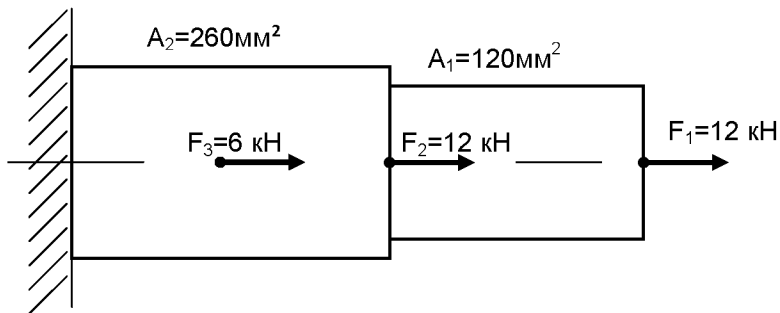 A₂=260мм²
A₁=120мм²
F₃=6 кН
F₂=12 кН
F₁=12 кН